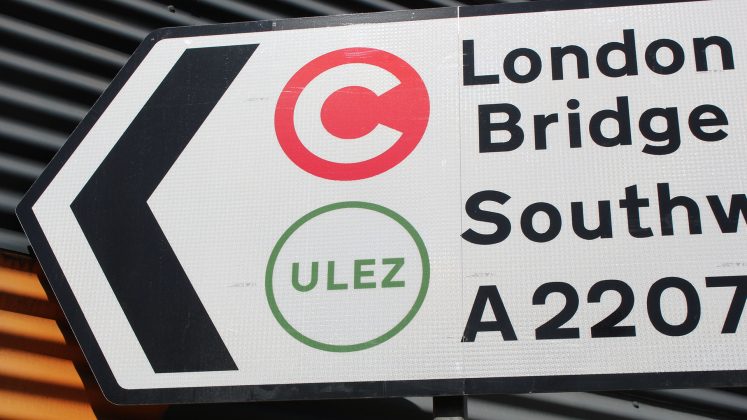 C
London
Bridge
Southw
ULEZ
A2207